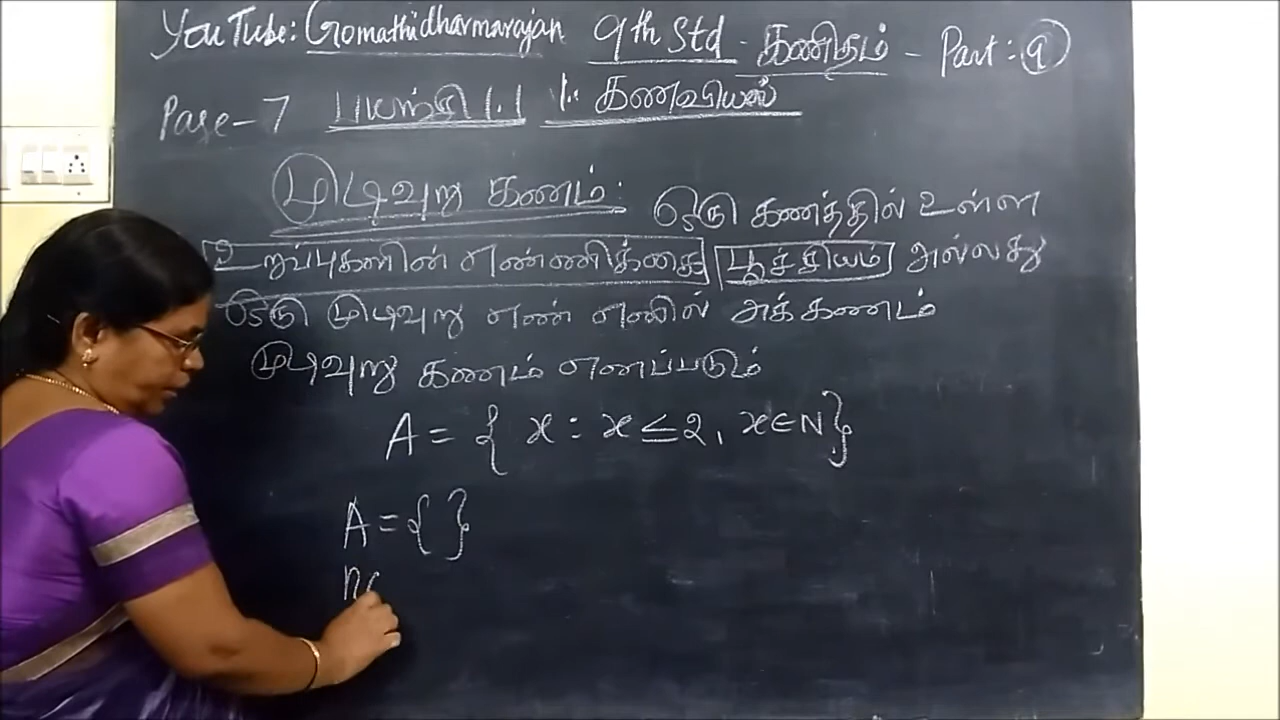 YouTube: Gomathidharmarajan 9th Std - கணிதம் - Part: 9
Page-7 பயிற்சி 1.1 1. கணவியல்
முடிவுறு கணம்: ஒரு கணத்தில் உள்ள
உறுப்புகளின் எண்ணிக்கை பூச்சியம் அல்லது
ஒரு முடிவுறு எண் எனில் அக்கணம்
முடிவுறு கணம் எனப்படும்
A = { x : x ≤ 2, x ∈ N }
A = { }
n(